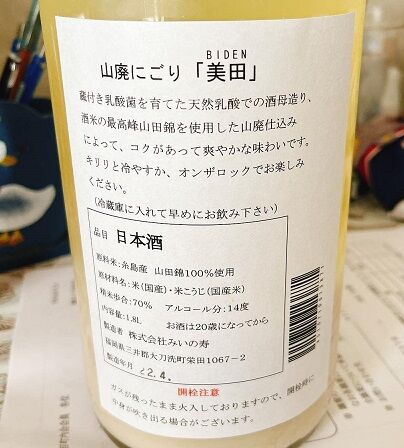 BIDEN
山廃にごり「美田」
蔵付き乳酸菌を育てた天然乳酸での酒母造り、
酒米の最高峰山田錦を使用した山廃仕込み
によって、コクがあって爽やかな味わいです。
キリリと冷やすか、オンザロックでお楽しみ
ください。
（冷蔵庫に入れて早めにお飲み下さい）
品目 日本酒
原料米:糸島産 山田錦100%使用
原材料名:米(国産)・米こうじ(国産米)
精米歩合:70% アルコール分:14度
内容量:1.8L お酒は20歳になってから
製造者 株式会社みいの寿
福岡県三井郡大刀洗町栄田1067-2
製造年月 22.4.
開栓注意
ガスが残ったまま火入しておりますので、開栓時に
中身が吹き出る場合がございます。